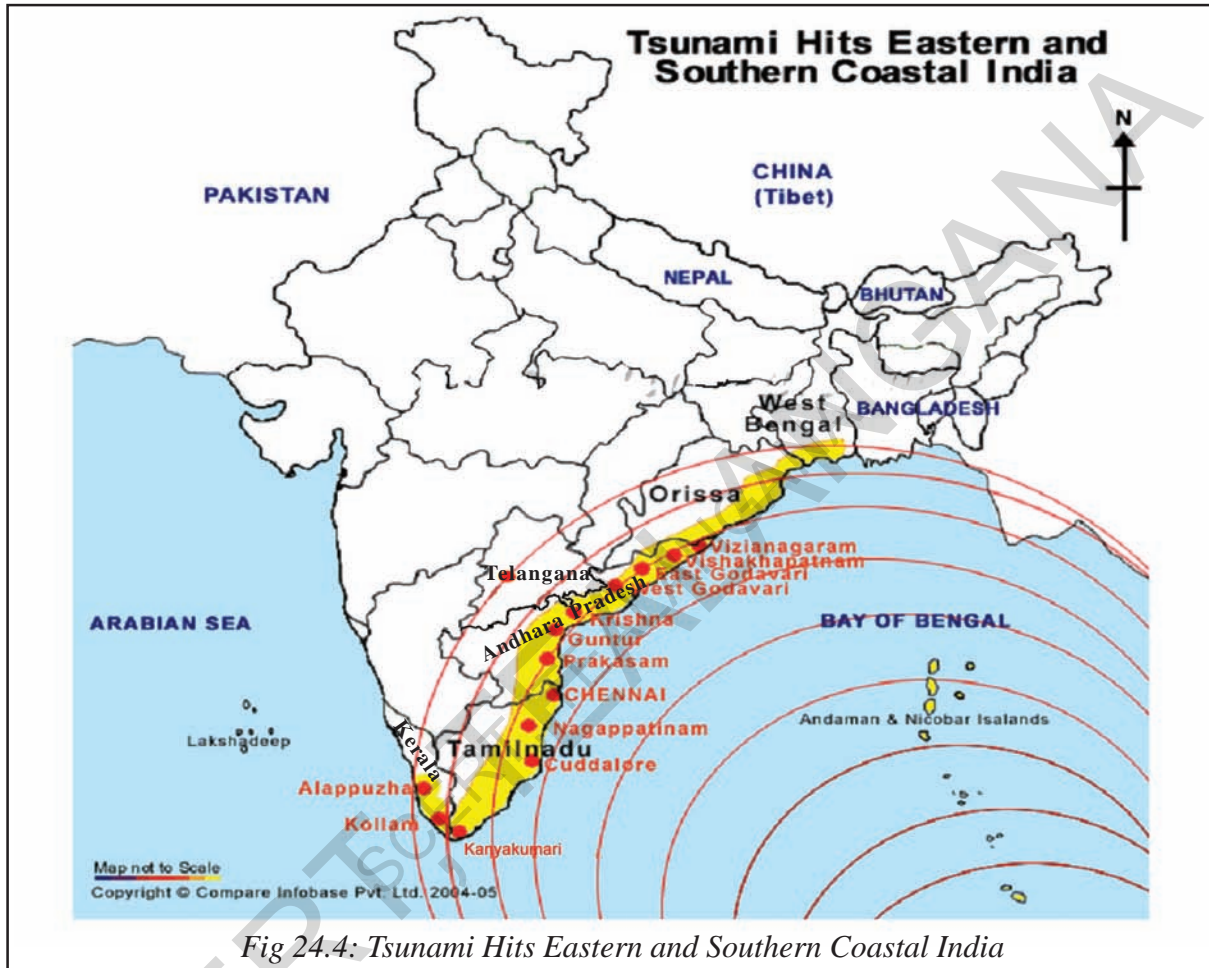 Tsunami Hits Eastern and
Southern Coastal India
N
PAKISTAN
CHINA
(Tibet)
NEPAL
BHUTAN
West
Bengal
BANGLADESH
Orissa
Vizianagaram
Vishakhapatnam
Telangana
East Godavari
West Godavari
Andhara Pradesh
Krishna
ARABIAN SEA
BAY OF BENGAL
Guntur
Prakasam
CHENNAI
Andaman & Nicobar Isalands
Nagappatinam
Lakshadeep
Kerala
Tamilnadu
Cuddalore
Alappuzha
Kollam
Kanyakumari
Map not to Scale
Copyright © Compare Infobase Pvt. Ltd. 2004-05
Fig 24.4: Tsunami Hits Eastern and Southern Coastal India